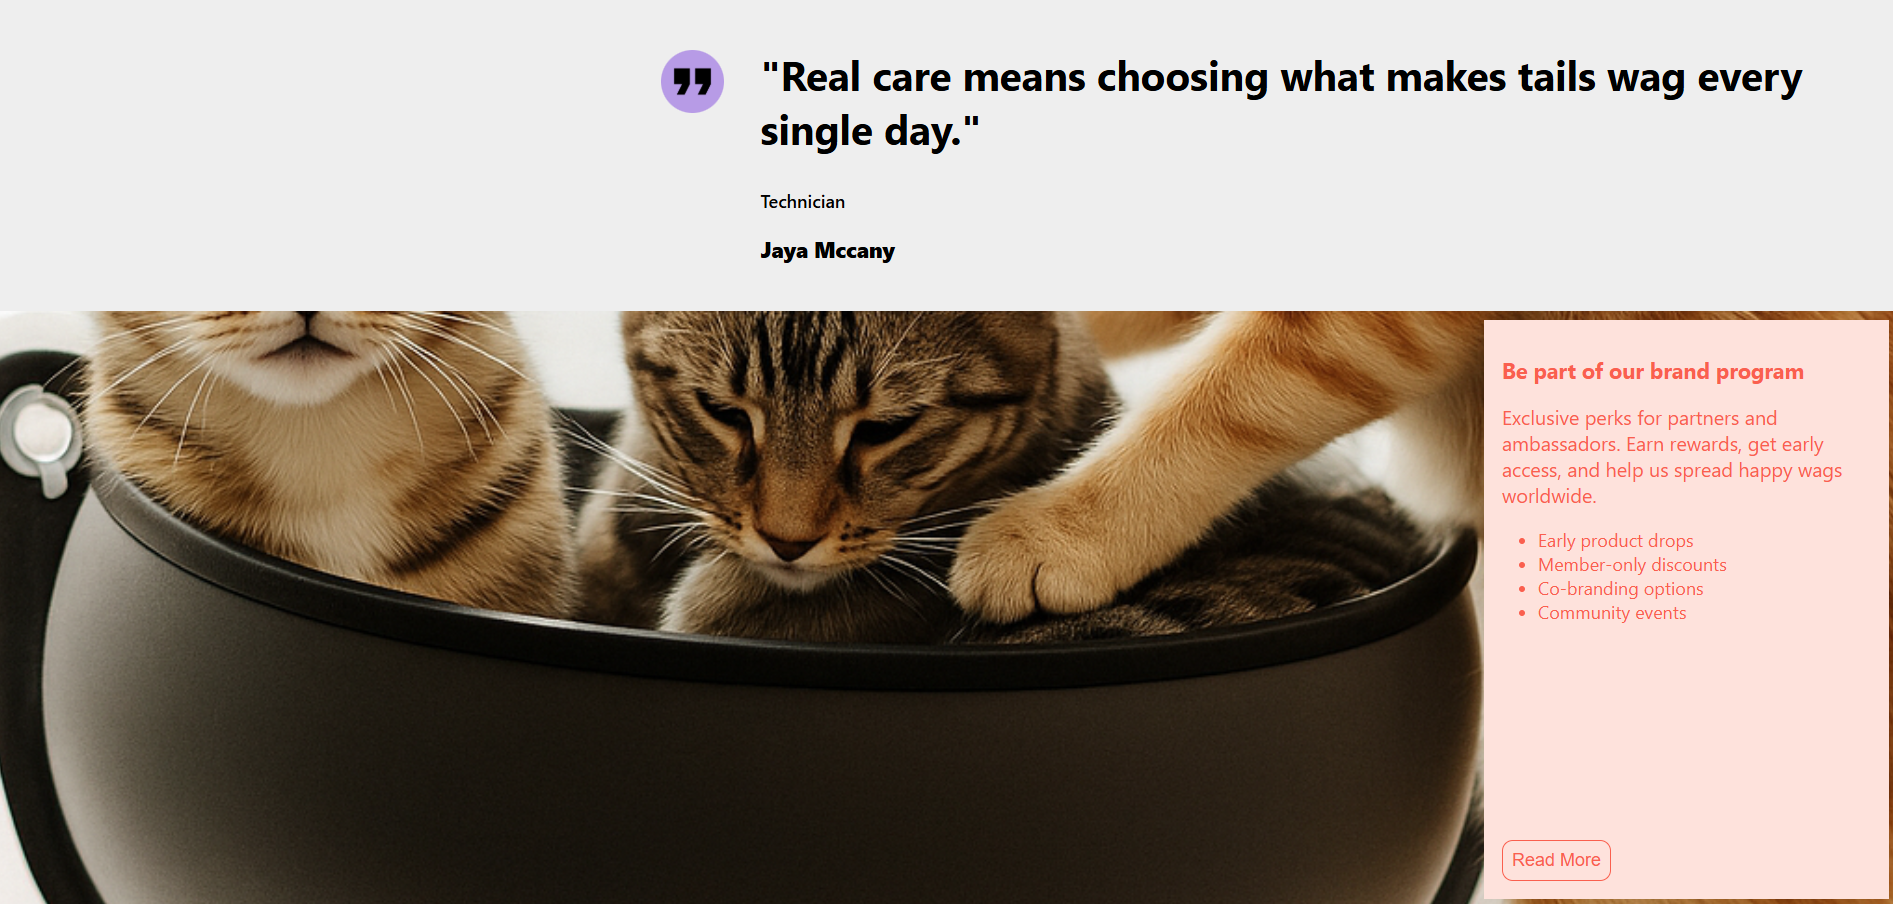 "Real care means choosing what makes tails wag every
single day."
Technician
Jaya Mccany
Be part of our brand program
Exclusive perks for partners and
ambassadors. Earn rewards, get early
access, and help us spread happy wags
worldwide.
• Early product drops
• Member-only discounts
• Co-branding options
• Community events
Read More